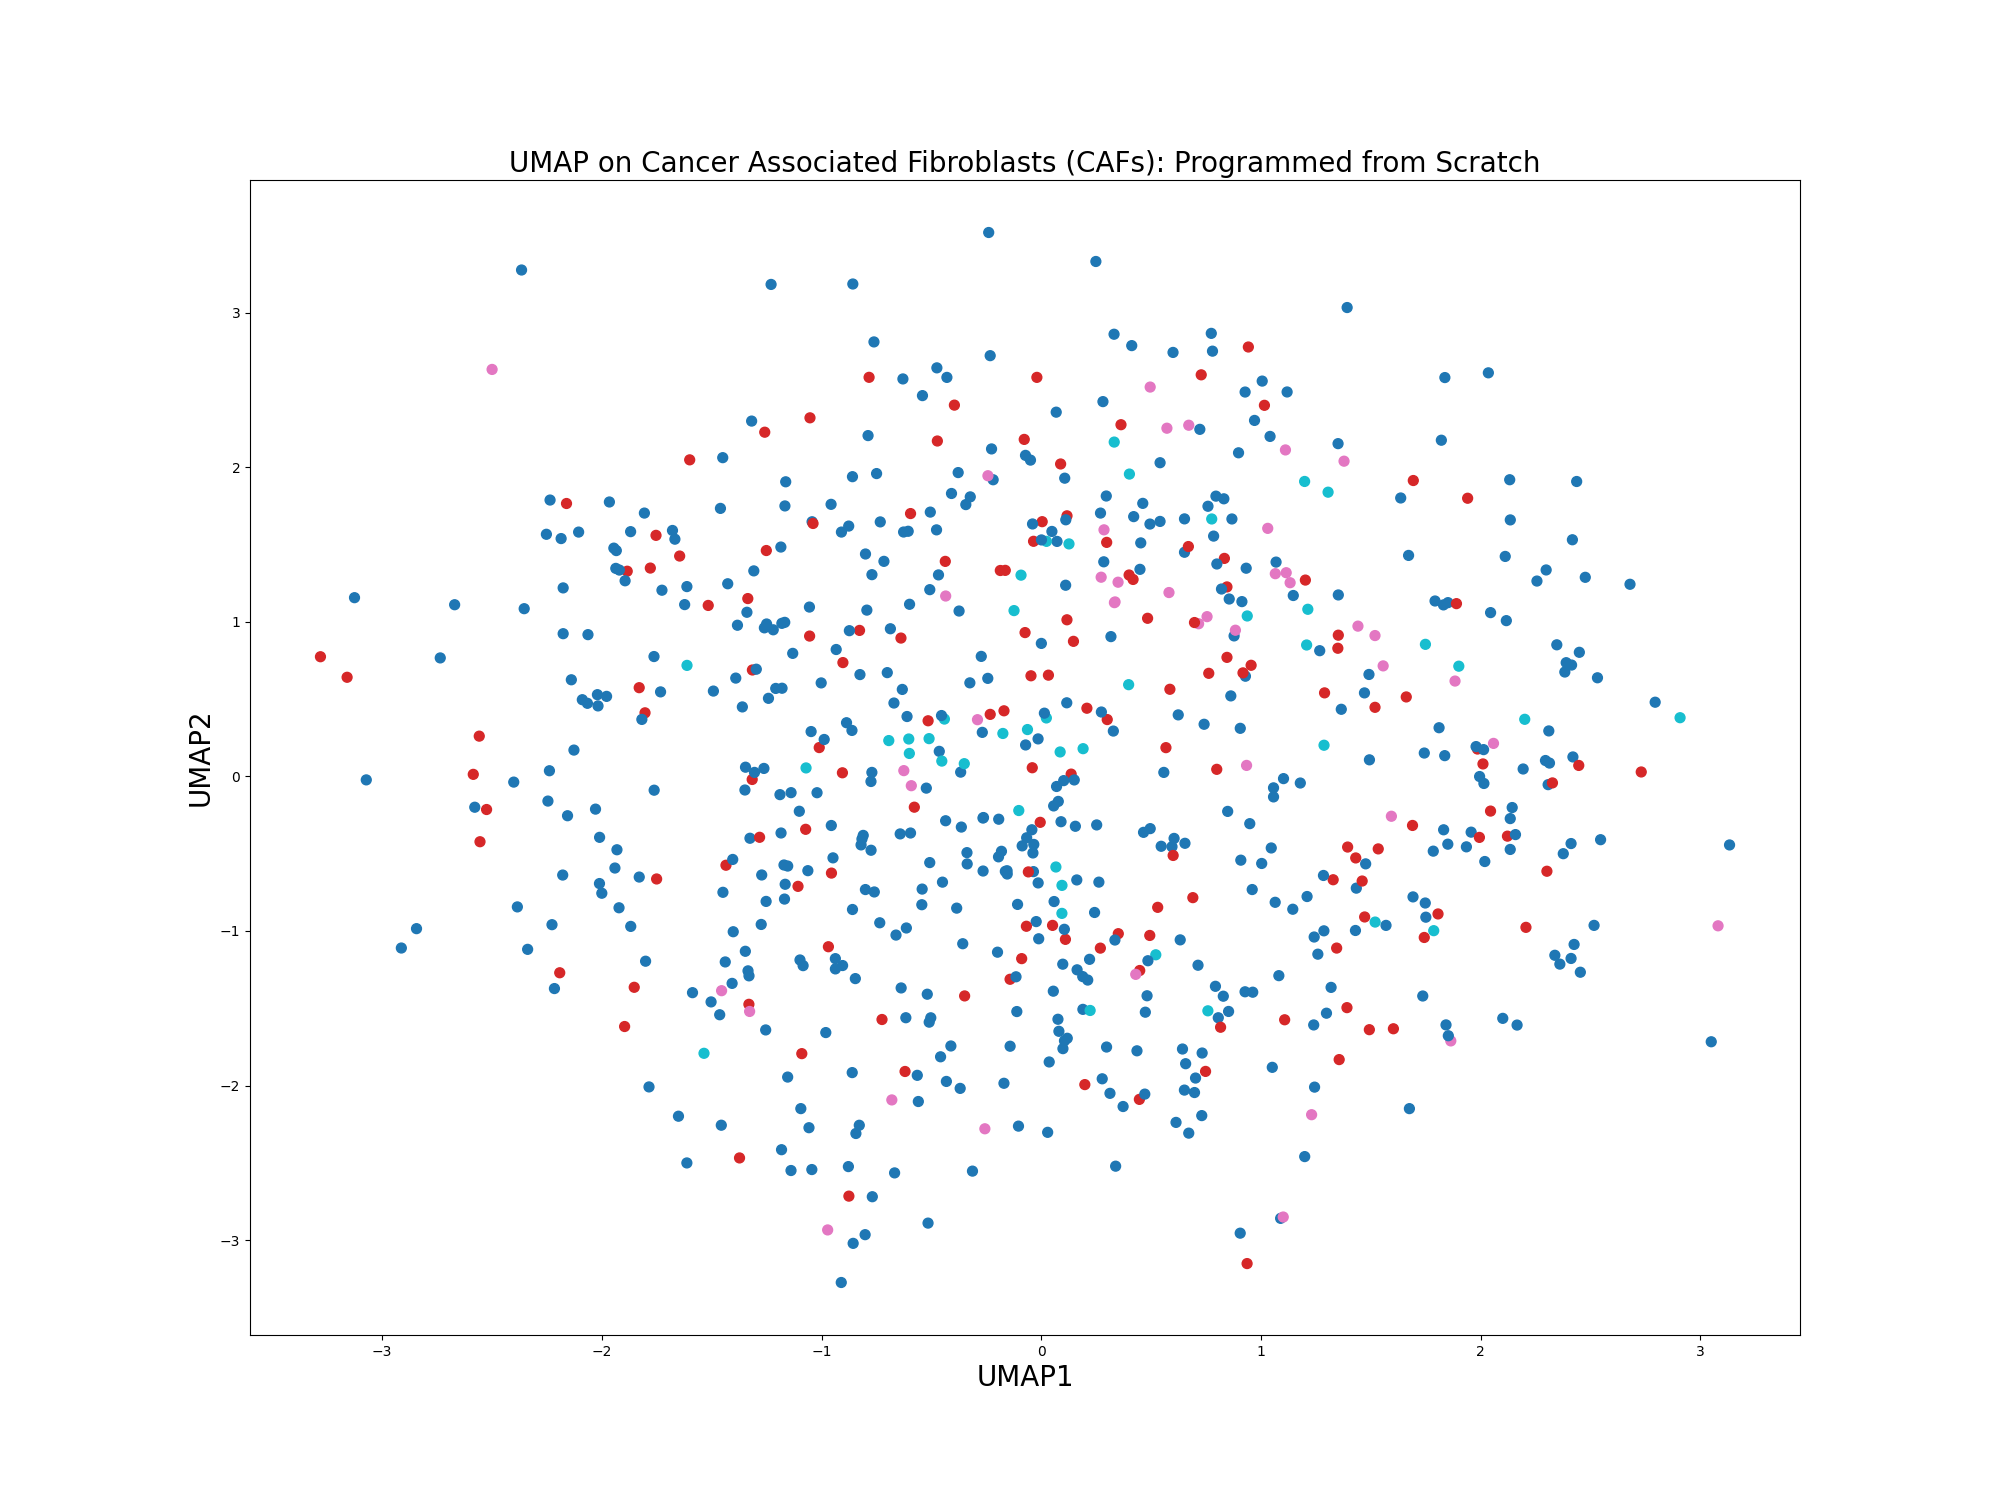 UMAP on Cancer Associated Fibroblasts (CAFs): Programmed from Scratch
3
2
1
0
−1
−2
−3
UMAP2
−3 −2 −1 0 1 2 3
UMAP1